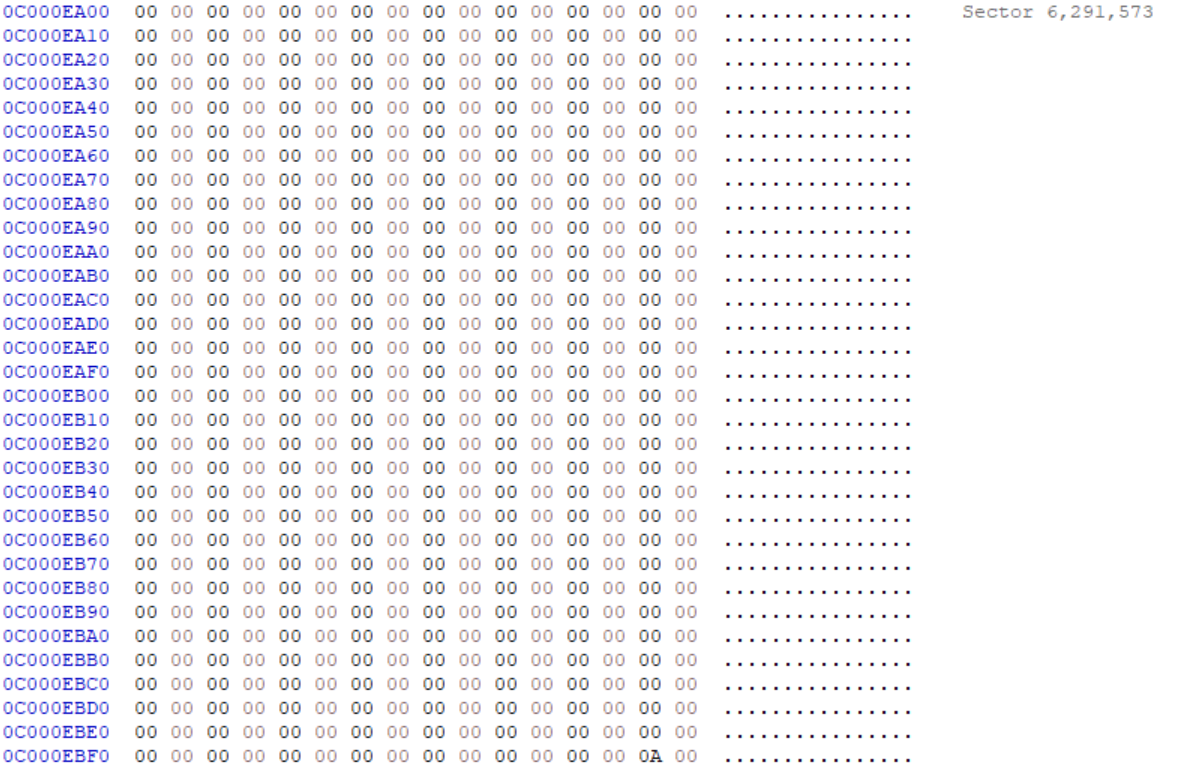 0C000EA00 00 00 00 00 00 00 00 00 00 00 00 00 00 00 00 00 ................ Sector 6,291,573
0C000EA10 00 00 00 00 00 00 00 00 00 00 00 00 00 00 00 00 ................
0C000EA20 00 00 00 00 00 00 00 00 00 00 00 00 00 00 00 00 ................
0C000EA30 00 00 00 00 00 00 00 00 00 00 00 00 00 00 00 00 ................
0C000EA40 00 00 00 00 00 00 00 00 00 00 00 00 00 00 00 00 ................
0C000EA50 00 00 00 00 00 00 00 00 00 00 00 00 00 00 00 00 ................
0C000EA60 00 00 00 00 00 00 00 00 00 00 00 00 00 00 00 00 ................
0C000EA70 00 00 00 00 00 00 00 00 00 00 00 00 00 00 00 00 ................
0C000EA80 00 00 00 00 00 00 00 00 00 00 00 00 00 00 00 00 ................
0C000EA90 00 00 00 00 00 00 00 00 00 00 00 00 00 00 00 00 ................
0C000EAA0 00 00 00 00 00 00 00 00 00 00 00 00 00 00 00 00 ................
0C000EAB0 00 00 00 00 00 00 00 00 00 00 00 00 00 00 00 00 ................
0C000EAC0 00 00 00 00 00 00 00 00 00 00 00 00 00 00 00 00 ................
0C000EAD0 00 00 00 00 00 00 00 00 00 00 00 00 00 00 00 00 ................
0C000EAE0 00 00 00 00 00 00 00 00 00 00 00 00 00 00 00 00 ................
0C000EAF0 00 00 00 00 00 00 00 00 00 00 00 00 00 00 00 00 ................
0C000EB00 00 00 00 00 00 00 00 00 00 00 00 00 00 00 00 00 ................
0C000EB10 00 00 00 00 00 00 00 00 00 00 00 00 00 00 00 00 ................
0C000EB20 00 00 00 00 00 00 00 00 00 00 00 00 00 00 00 00 ................
0C000EB30 00 00 00 00 00 00 00 00 00 00 00 00 00 00 00 00 ................
0C000EB40 00 00 00 00 00 00 00 00 00 00 00 00 00 00 00 00 ................
0C000EB50 00 00 00 00 00 00 00 00 00 00 00 00 00 00 00 00 ................
0C000EB60 00 00 00 00 00 00 00 00 00 00 00 00 00 00 00 00 ................
0C000EB70 00 00 00 00 00 00 00 00 00 00 00 00 00 00 00 00 ................
0C000EB80 00 00 00 00 00 00 00 00 00 00 00 00 00 00 00 00 ................
0C000EB90 00 00 00 00 00 00 00 00 00 00 00 00 00 00 00 00 ................
0C000EBA0 00 00 00 00 00 00 00 00 00 00 00 00 00 00 00 00 ................
0C000EBB0 00 00 00 00 00 00 00 00 00 00 00 00 00 00 00 00 ................
0C000EBC0 00 00 00 00 00 00 00 00 00 00 00 00 00 00 00 00 ................
0C000EBD0 00 00 00 00 00 00 00 00 00 00 00 00 00 00 00 00 ................
0C000EBE0 00 00 00 00 00 00 00 00 00 00 00 00 00 00 00 00 ................
0C000EBF0 00 00 00 00 00 00 00 00 00 00 00 00 00 00 0A 00 ................